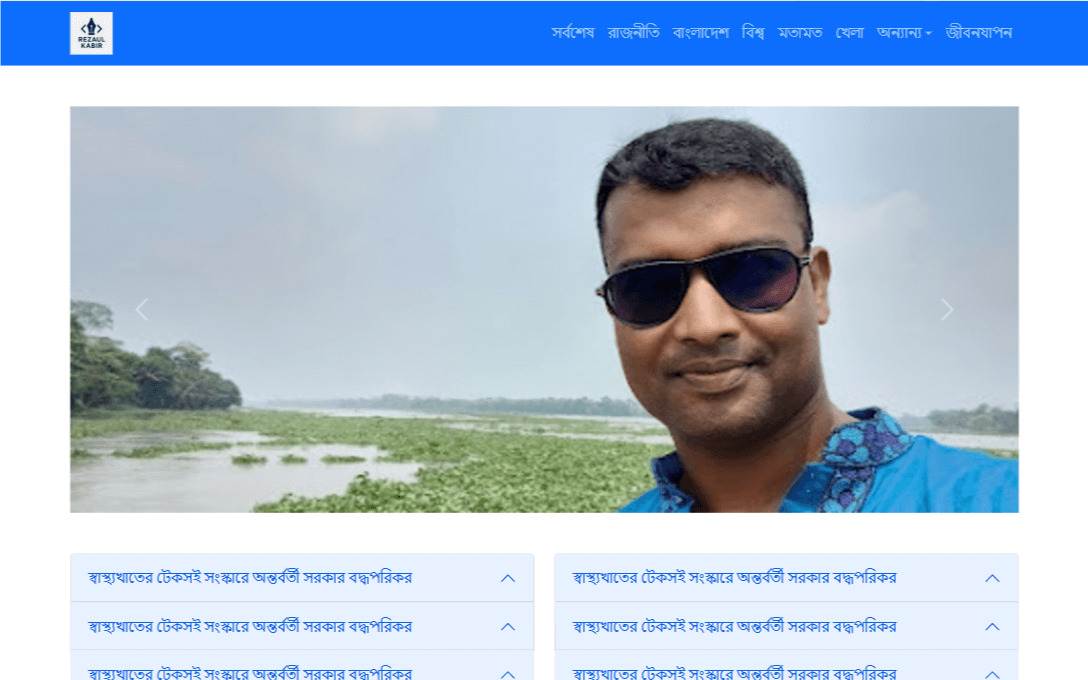 REZAUL
KABIR
সর্বশেষ রাজনীতি বাংলাদেশ বিশ্ব মতামত খেলা অন্যান্য জীবনযাপন
স্বাস্থ্যখাতের টেকসই সংস্কারে অন্তর্বর্তী সরকার বদ্ধপরিকর
স্বাস্থ্যখাতের টেকসই সংস্কারে অন্তর্বর্তী সরকার বদ্ধপরিকর
স্বাস্থ্যখাতের টেকসই সংস্কারে অন্তর্বর্তী সরকার বদ্ধপরিকর
স্বাস্থ্যখাতের টেকসই সংস্কারে অন্তর্বর্তী সরকার বদ্ধপরিকর
স্বাস্থ্যখাতের টেকসই সংস্কারে অন্তর্বর্তী সরকার বদ্ধপরিকর
স্বাস্থ্যখাতের টেকসই সংস্কারে অন্তর্বর্তী সরকার বদ্ধপরিকর